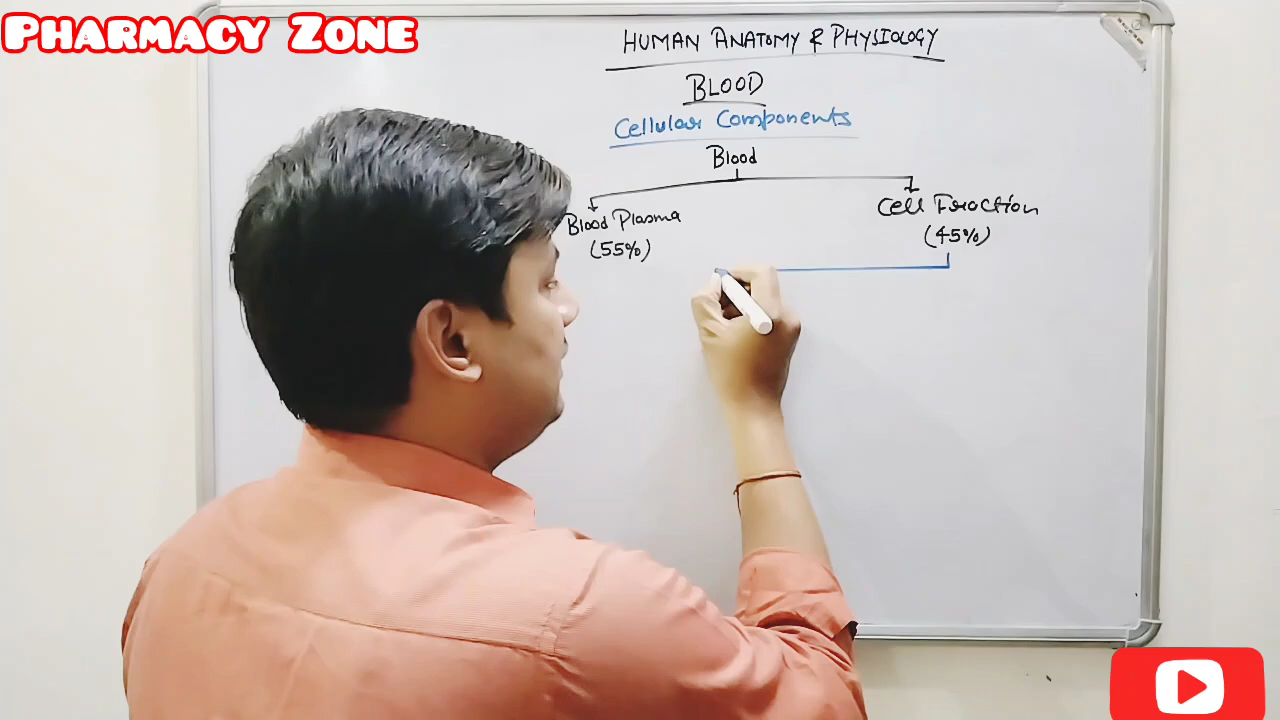 PHARMACY ZONE
HUMAN ANATOMY & PHYSIOLOGY
BLOOD
Cellular Components
Blood
Blood Plasma
(55%)
Cell Fraction
(45%)